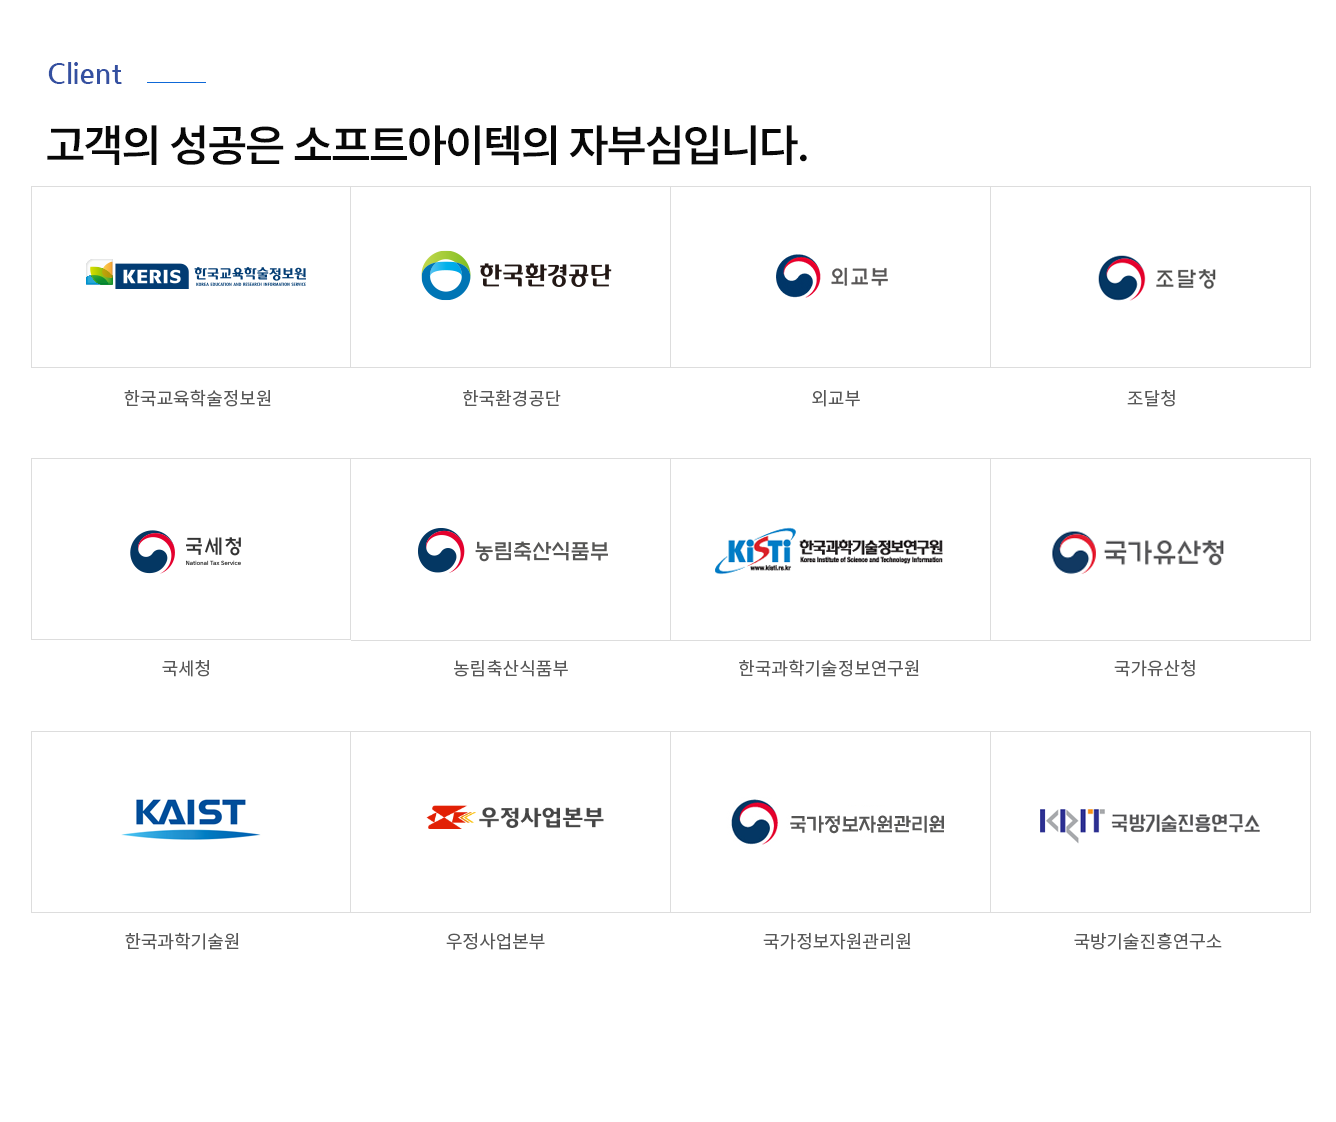 Client
고객의 성공은 소프트아이텍의 자부심입니다.
KERIS 한국교육학술정보원
KOREA EDUCATION AND RESEARCH INFORMATION SERVICE
한국환경공단
외교부
조달청
한국교육학술정보원
한국환경공단
외교부
조달청
국세청
National Tax Service
농림축산식품부
KiSTi 한국과학기술정보연구원
www.kisti.re.kr Korea Institute of Science and Technology Information
국가유산청
국세청
농림축산식품부
한국과학기술정보연구원
국가유산청
KAIST
우정사업본부
국가정보자원관리원
KRIT 국방기술진흥연구소
한국과학기술원
우정사업본부
국가정보자원관리원
국방기술진흥연구소